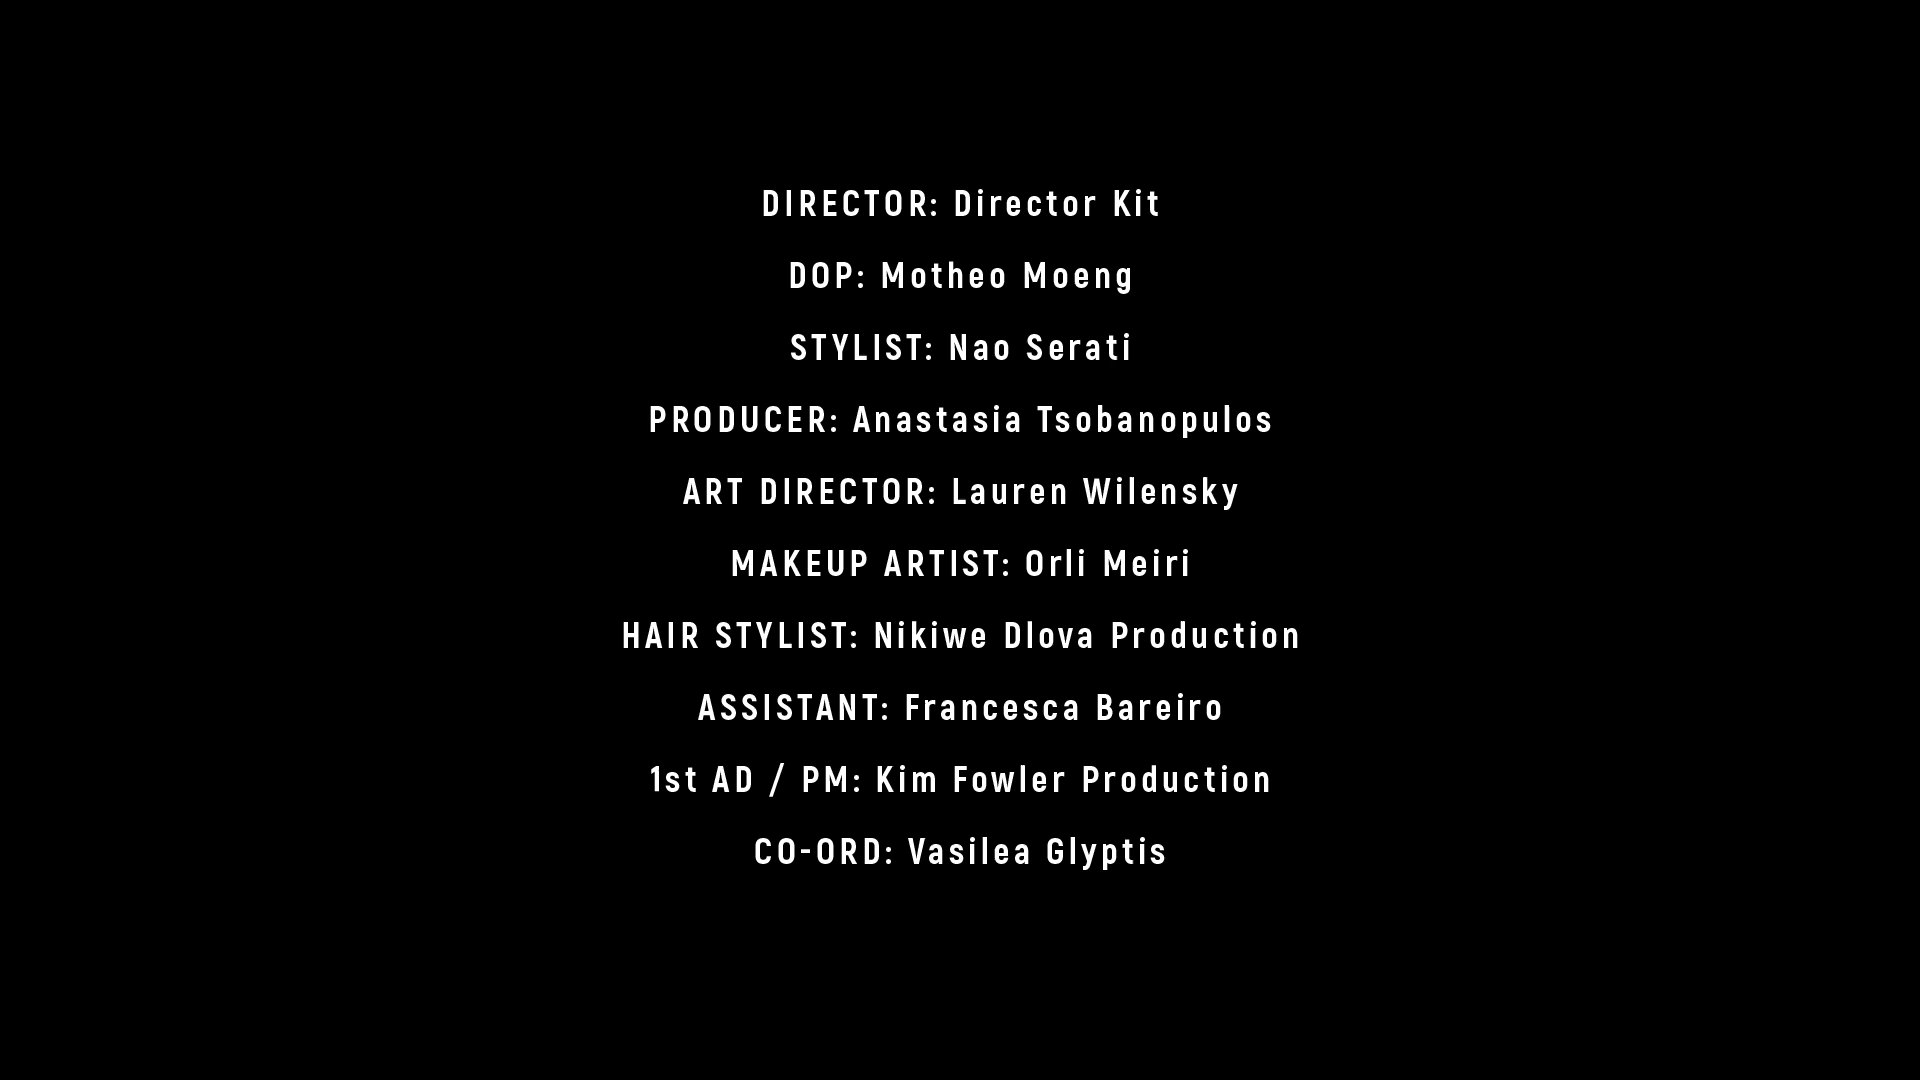 DIRECTOR: Director Kit
DOP: Motheo Moeng
STYLIST: Nao Serati
PRODUCER: Anastasia Tsobanopulos
ART DIRECTOR: Lauren Wilensky
MAKEUP ARTIST: Orli Meiri
HAIR STYLIST: Nikiwe Dlova Production
ASSISTANT: Francesca Bareiro
1st AD / PM: Kim Fowler Production
CO-ORD: Vasilea Glyptis